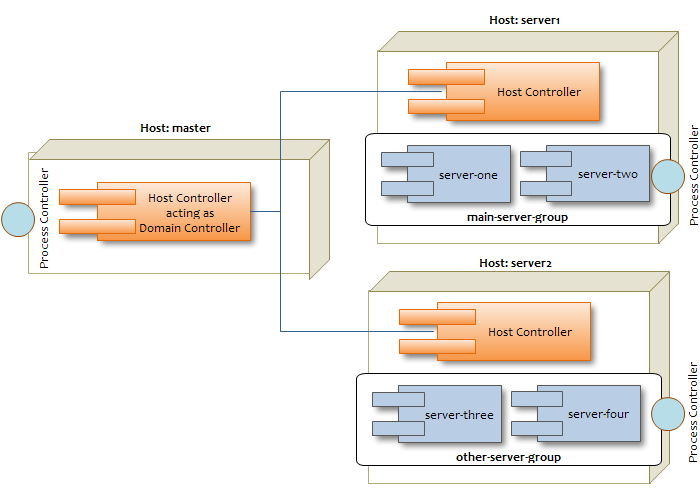 Host: server1
Host Controller
server-one
server-two
main-server-group
Process Controller
Host: master
Process Controller
Host Controller
acting as
Domain Controller
Host: server2
Host Controller
server-three
server-four
other-server-group
Process Controller